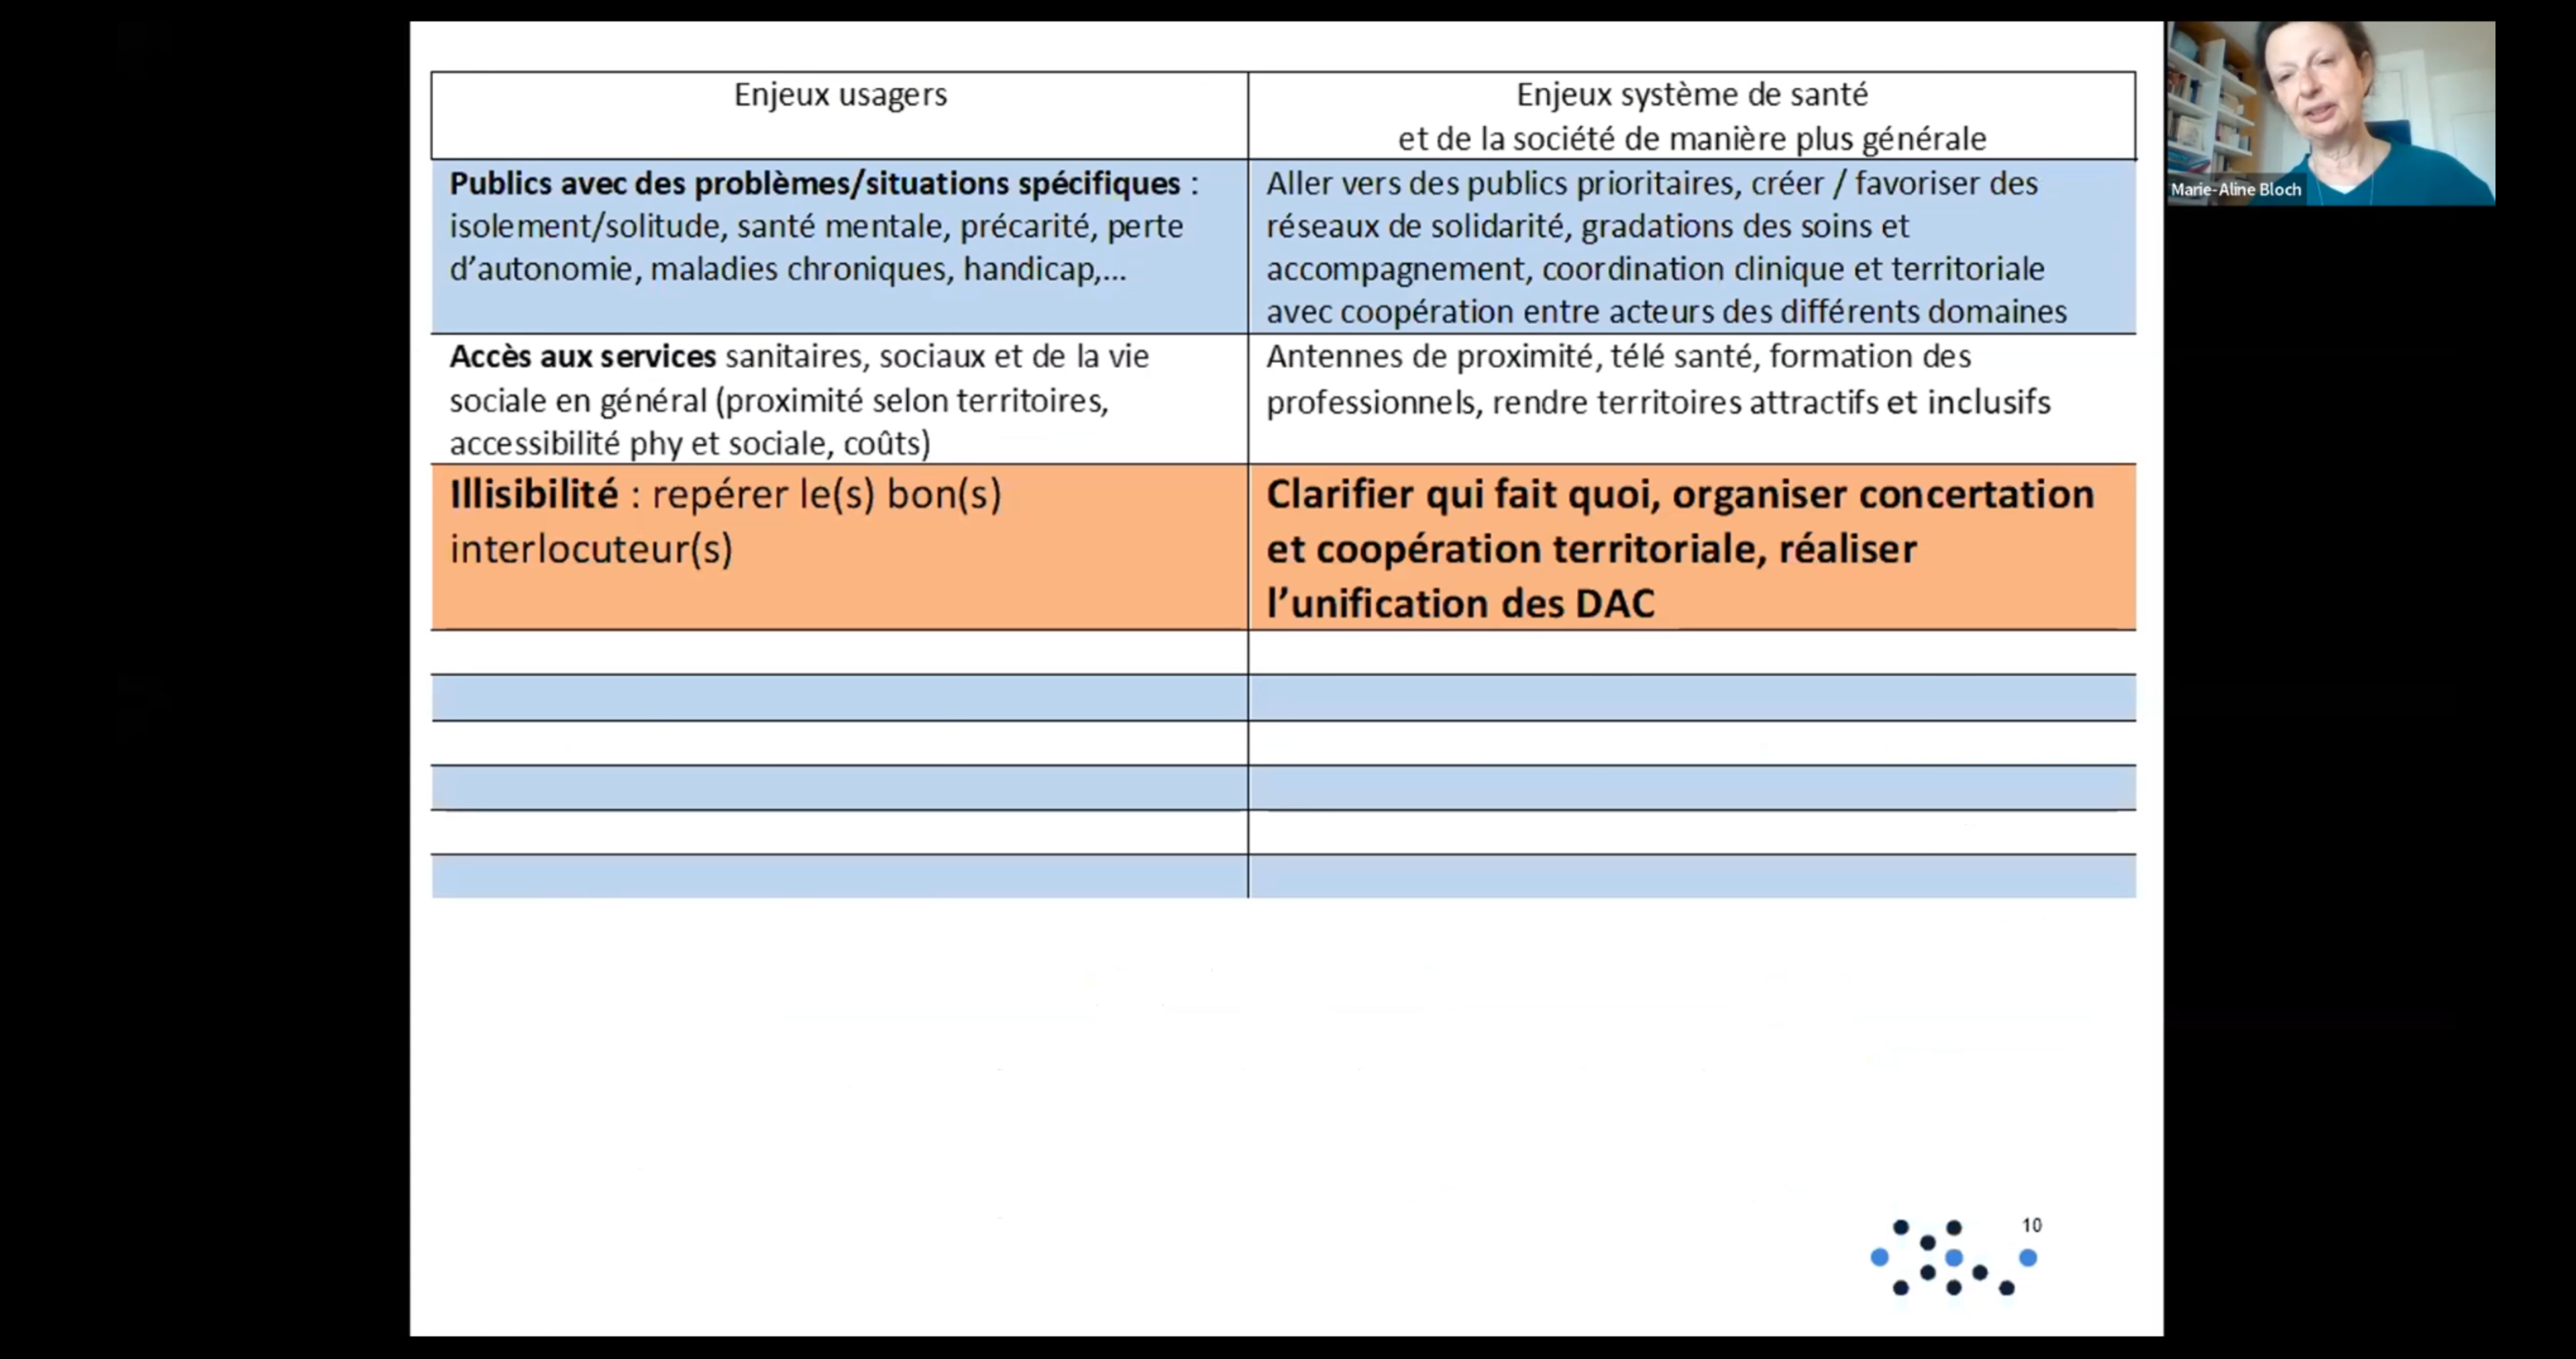 Enjeux usagers
Enjeux système de santé
et de la société de manière plus générale
Publics avec des problèmes/situations spécifiques :
isolement/solitude, santé mentale, précarité, perte
d’autonomie, maladies chroniques, handicap,...
Aller vers des publics prioritaires, créer / favoriser des
réseaux de solidarité, gradations des soins et
accompagnement, coordination clinique et territoriale
avec coopération entre acteurs des différents domaines
Accès aux services sanitaires, sociaux et de la vie
sociale en général (proximité selon territoires,
accessibilité phy et sociale, coûts)
Antennes de proximité, télé santé, formation des
professionnels, rendre territoires attractifs et inclusifs
Illisibilité : repérer le(s) bon(s)
interlocuteur(s)
Clarifier qui fait quoi, organiser concertation
et coopération territoriale, réaliser
l’unification des DAC
10
Marie-Aline Bloch